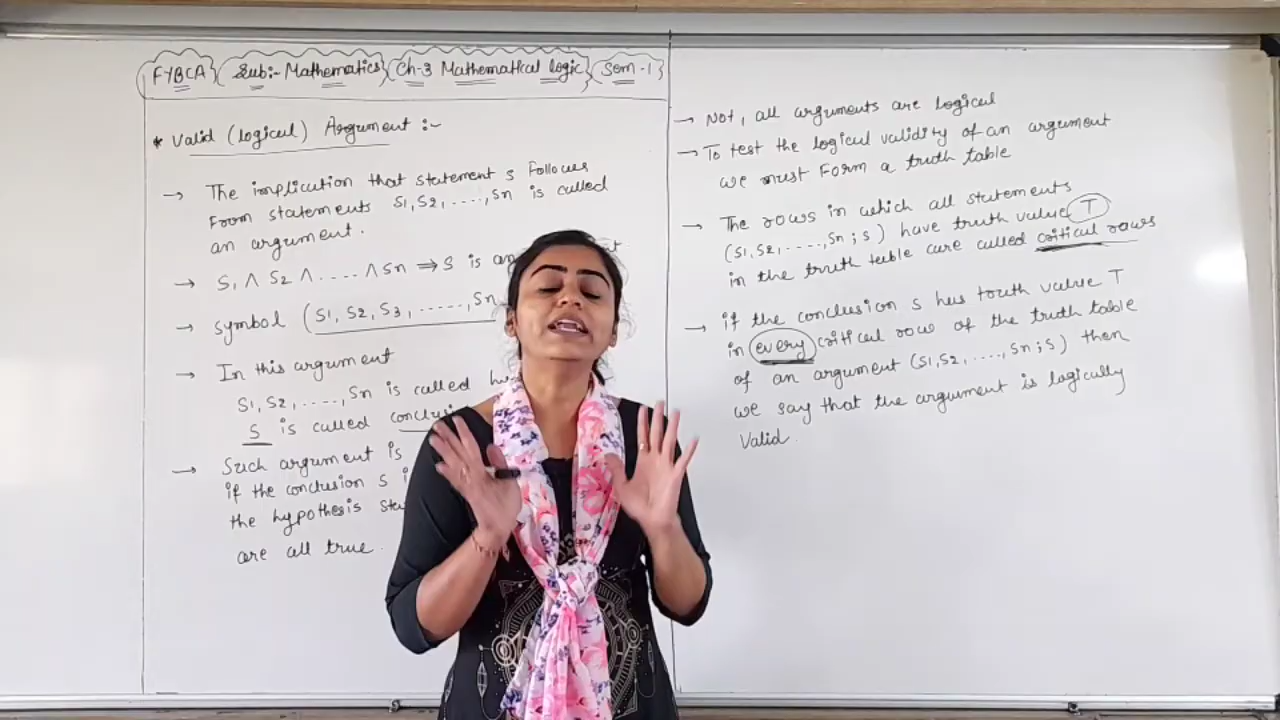 FYBCA Sub:- Mathematics Ch-3 Mathematical logic Sem-1
* Valid (logical) Argument :-
→ The implication that statement s follows
from statements S1, S2, ....., Sn is called
an argument.
→ S1 ∧ S2 ∧ ..... ∧ Sn ⇒ S is an
→ Symbol (S1, S2, S3, ....., Sn
→ In this argument
S1, S2, ....., Sn is called
S is called
→ Such argument is
if the conclusion S
the hypothesis
are all true.
→ Not, all arguments are logical
→ To test the logical validity of an argument
we must Form a truth table
→ The rows in which all statements
(S1, S2, ....., Sn ; S) have truth value T
in the truth table are called critical rows
→ if the conclusion S has truth value T
in every critical row of the truth table
of an argument (S1, S2, ....., Sn ; S) then
we say that the argument is logically
Valid.